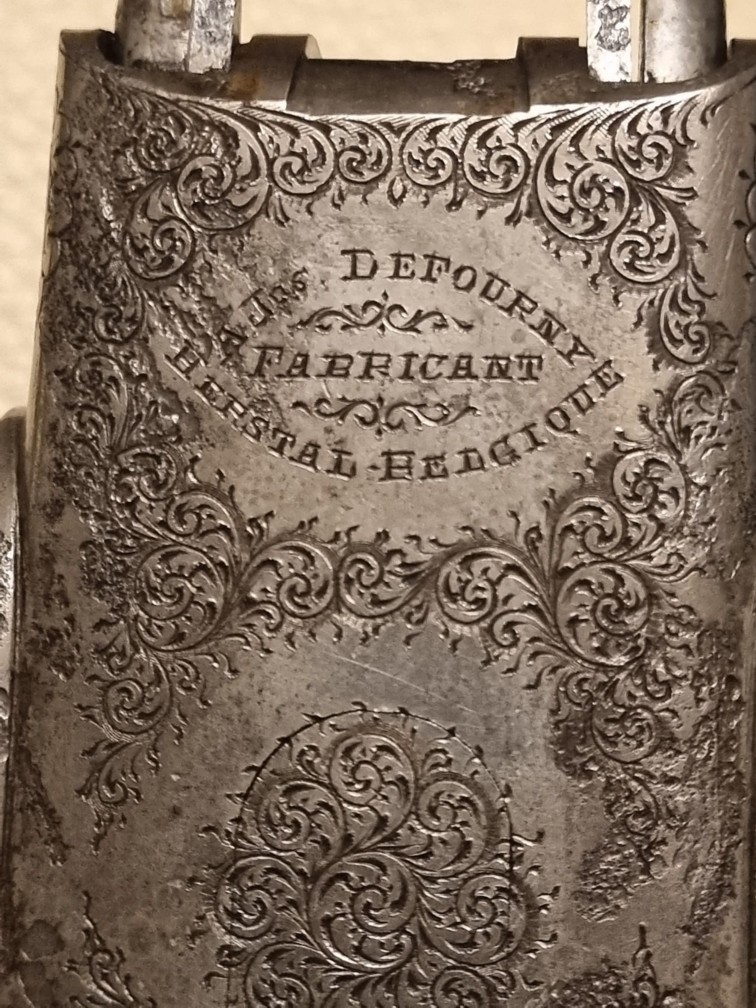 Jos. DEFOURNY
FABRICANT
HERSTAL - BELGIQUE